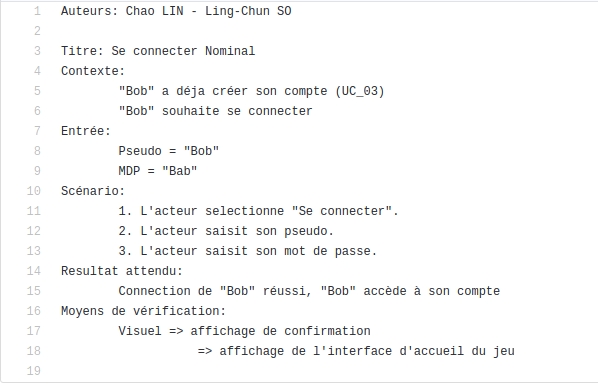 1 Auteurs: Chao LIN - Ling-Chun SO
2
3 Titre: Se connecter Nominal
4 Contexte:
5 "Bob" a déja créer son compte (UC_03)
6 "Bob" souhaite se connecter
7 Entrée:
8 Pseudo = "Bob"
9 MDP = "Bab"
10 Scénario:
11 1. L'acteur selectionne "Se connecter".
12 2. L'acteur saisit son pseudo.
13 3. L'acteur saisit son mot de passe.
14 Resultat attendu:
15 Connection de "Bob" réussi, "Bob" accède à son compte
16 Moyens de vérification:
17 Visuel => affichage de confirmation
18 => affichage de l'interface d'accueil du jeu
19